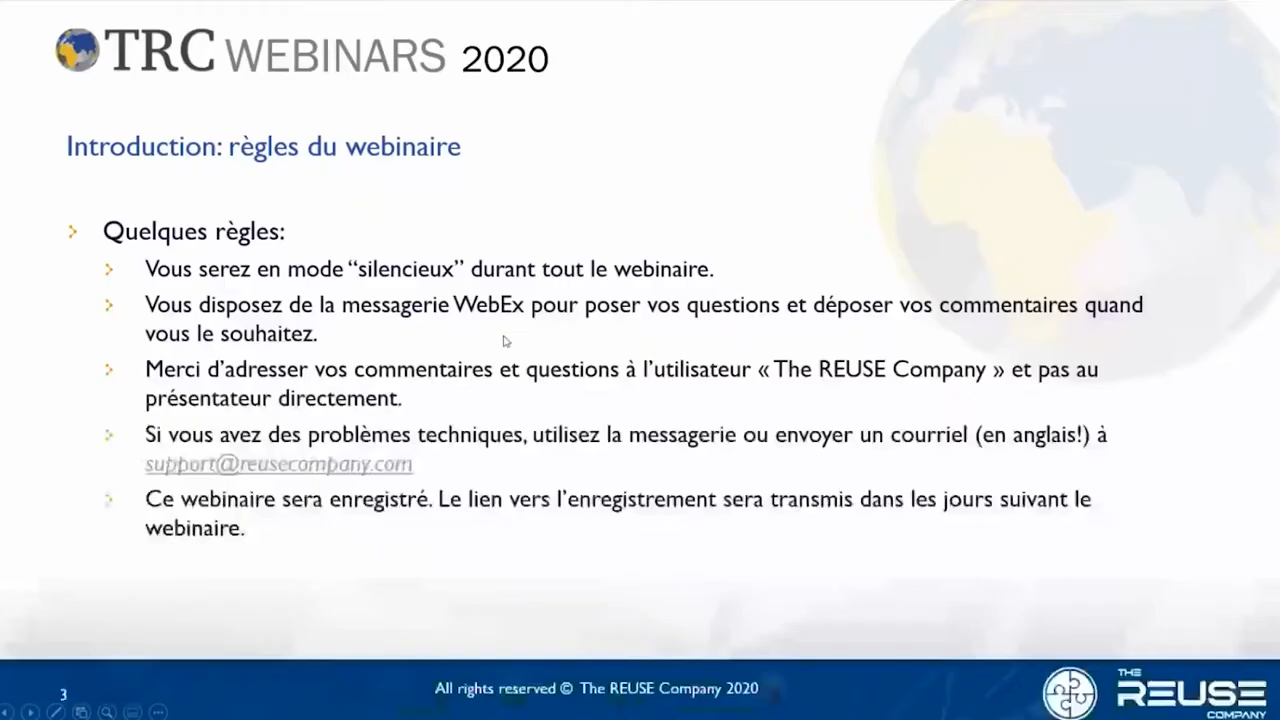 TRC WEBINARS 2020
Introduction: règles du webinaire
Quelques règles:
Vous serez en mode “silencieux” durant tout le webinaire.
Vous disposez de la messagerie WebEx pour poser vos questions et déposer vos commentaires quand
vous le souhaitez.
Merci d’adresser vos commentaires et questions à l’utilisateur « The REUSE Company » et pas au
présentateur directement.
Si vous avez des problèmes techniques, utilisez la messagerie ou envoyer un courriel (en anglais!) à
support@reusecompany.com
Ce webinaire sera enregistré. Le lien vers l’enregistrement sera transmis dans les jours suivant le
webinaire.
3
All rights reserved © The REUSE Company 2020
THE
REUSE
COMPANY